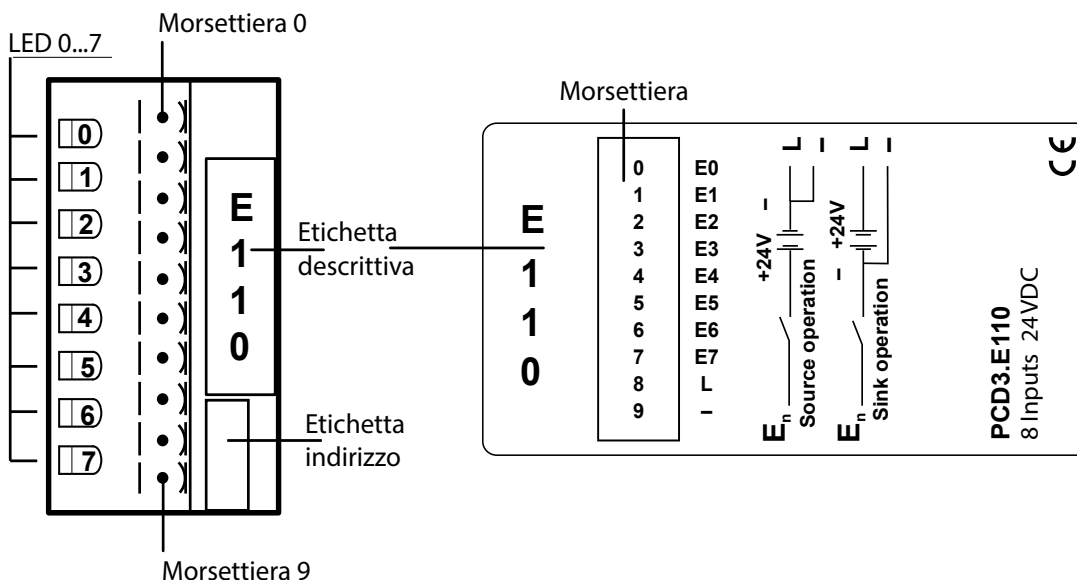 Morsettiera 0
LED 0...7
0
1
2
3
4
5
6
7
E
1
1
0
Etichetta
descrittiva
Etichetta
indirizzo
Morsettiera 9
Morsettiera
E
1
1
0
0 E0
1 E1
2 E2
3 E3
4 E4
5 E5
6 E6
7 E7
8 L
9 –
L –
+24V –
En
Source operation
L –
– +24V
En
Sink operation
PCD3.E110
8 Inputs 24 VDC
CE